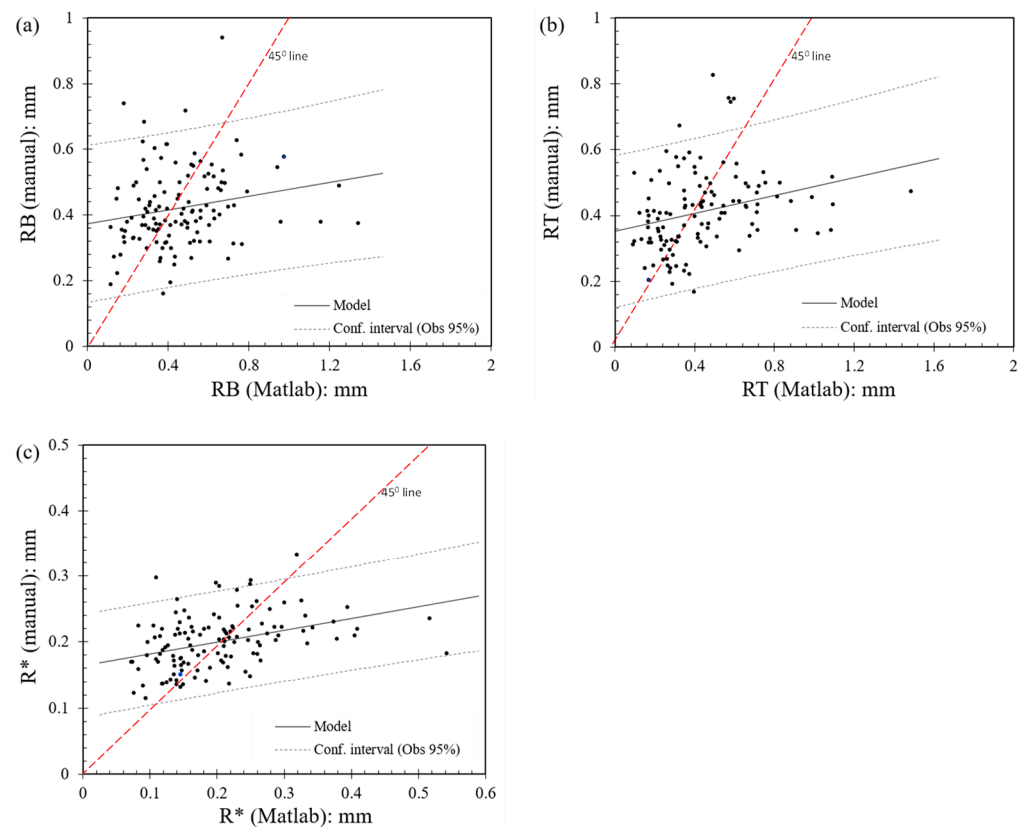 (a)
1
0.8
0.6
0.4
0.2
0
RB (manual): mm
45⁰ line
Model
Conf. interval (Obs 95%)
0 0.4 0.8 1.2 1.6 2
RB (Matlab): mm
(b)
1
0.8
0.6
0.4
0.2
0
RT (manual): mm
45⁰ line
Model
Conf. interval (Obs 95%)
0 0.4 0.8 1.2 1.6 2
RT (Matlab): mm
(c)
0.5
0.4
0.3
0.2
0.1
0
R* (manual): mm
45⁰ line
Model
Conf. interval (Obs 95%)
0 0.1 0.2 0.3 0.4 0.5 0.6
R* (Matlab): mm